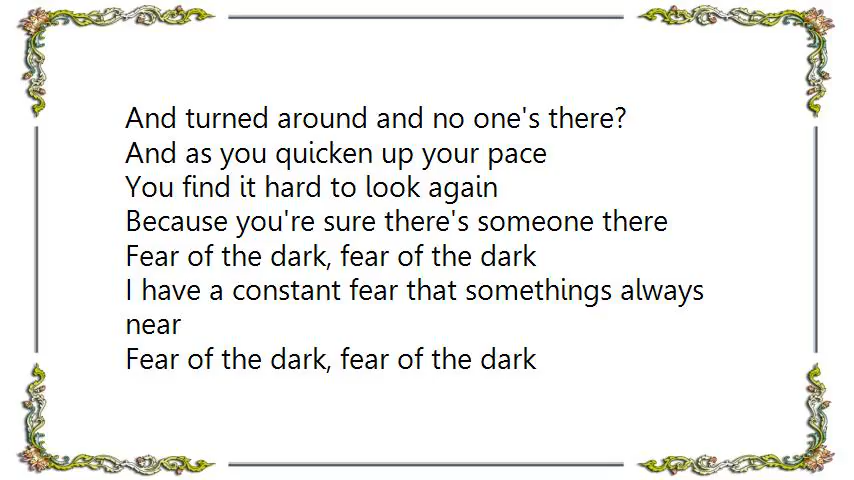 And turned around and no one's there?
And as you quicken up your pace
You find it hard to look again
Because you're sure there's someone there
Fear of the dark, fear of the dark
I have a constant fear that somethings always
near
Fear of the dark, fear of the dark